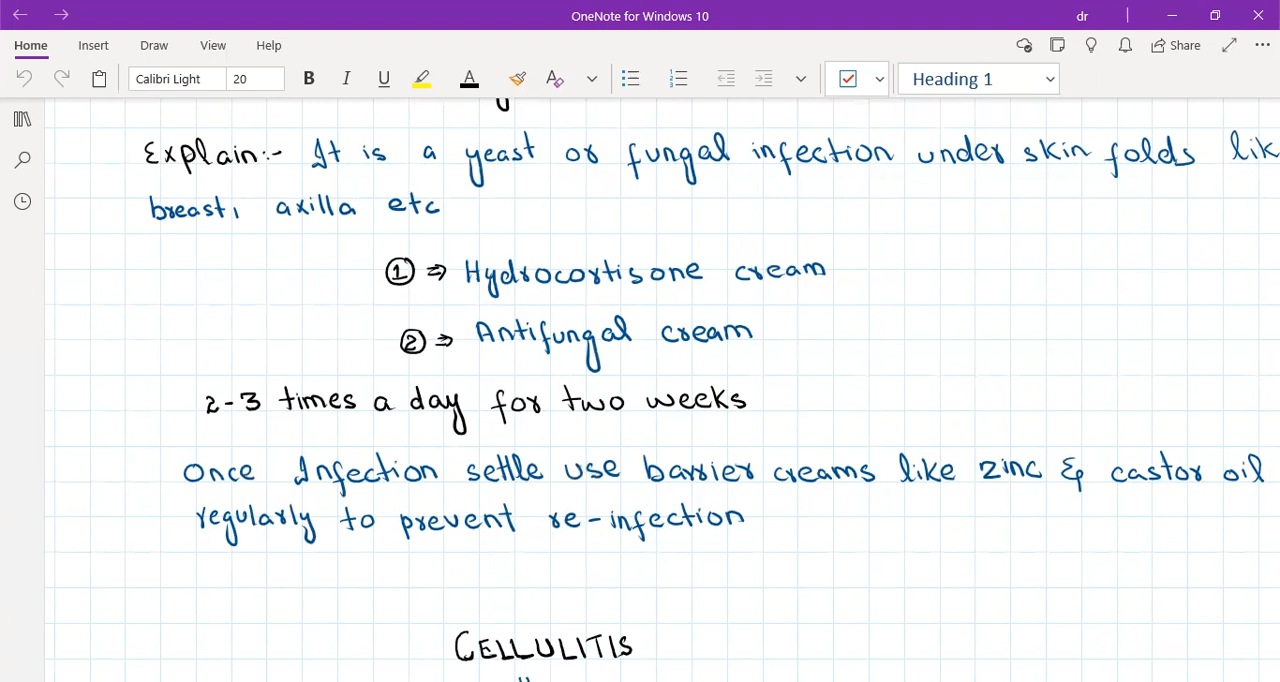 OneNote for Windows 10
dr
Home Insert Draw View Help
Share
Calibri Light 20 B I U A Heading 1
Explain:- It is a yeast or fungal infection under skin folds lik
breast, axilla etc
① ⇒ Hydrocortisone cream
② ⇒ Antifungal cream
2-3 times a day for two weeks
Once Infection settle use barrier creams like zinc & castor oil
regularly to prevent re-infection
CELLULITIS